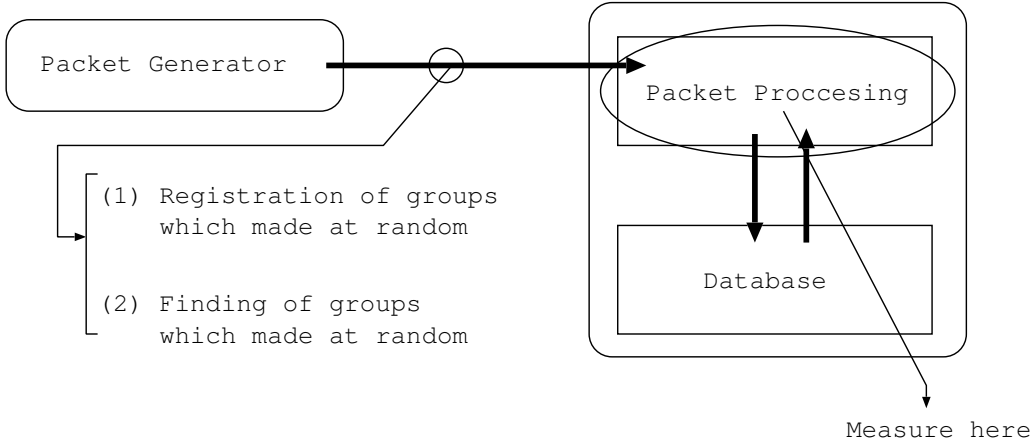 Packet Generator
Packet Proccesing
(1) Registration of groups
which made at random
(2) Finding of groups
which made at random
Database
Measure here